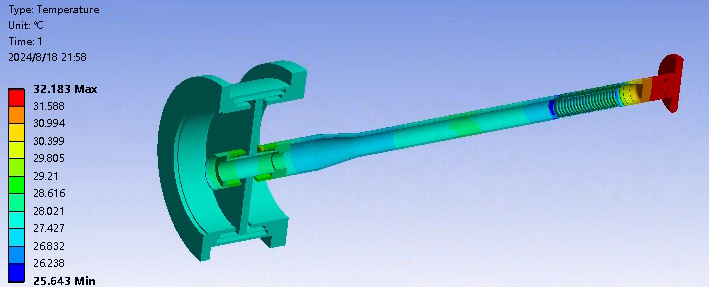 Type: Temperature
Unit: °C
Time: 1
2024/8/18 21:58
32.183 Max
31.588
30.994
30.399
29.805
29.21
28.616
28.021
27.427
26.832
26.238
25.643 Min